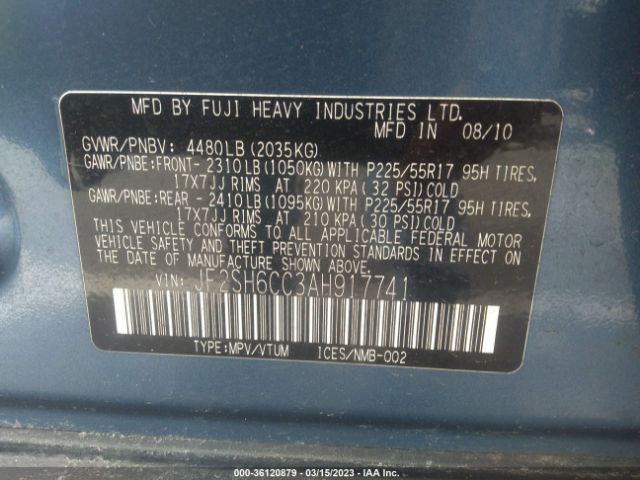 MFD BY FUJI HEAVY INDUSTRIES LTD.
MFD IN 08/10
GVWR/PNBV: 4480LB(2035KG)
GAWR/PNBE:FRONT- 2310LB(1050KG)WITH P225/55R17 95H TIRES,
17X7JJ RIMS AT 220 KPA(32 PSI)COLD
GAWR/PNBE:REAR - 2410LB(1095KG)WITH P225/55R17 95H TIRES,
17X7JJ RIMS AT 210 KPA(30 PSI)COLD
THIS VEHICLE CONFORMS TO ALL APPLICABLE FEDERAL MOTOR
VEHICLE SAFETY AND THEFT PREVENTION STANDARDS IN EFFECT ON
THE DATE OF MANUFACTURE SHOWN ABOVE.
VIN: JF2SH6CC3AH917741
TYPE:MPV/VTUM ICES/NMB-002
000-36120879 - 03/15/2023 - IAA Inc.